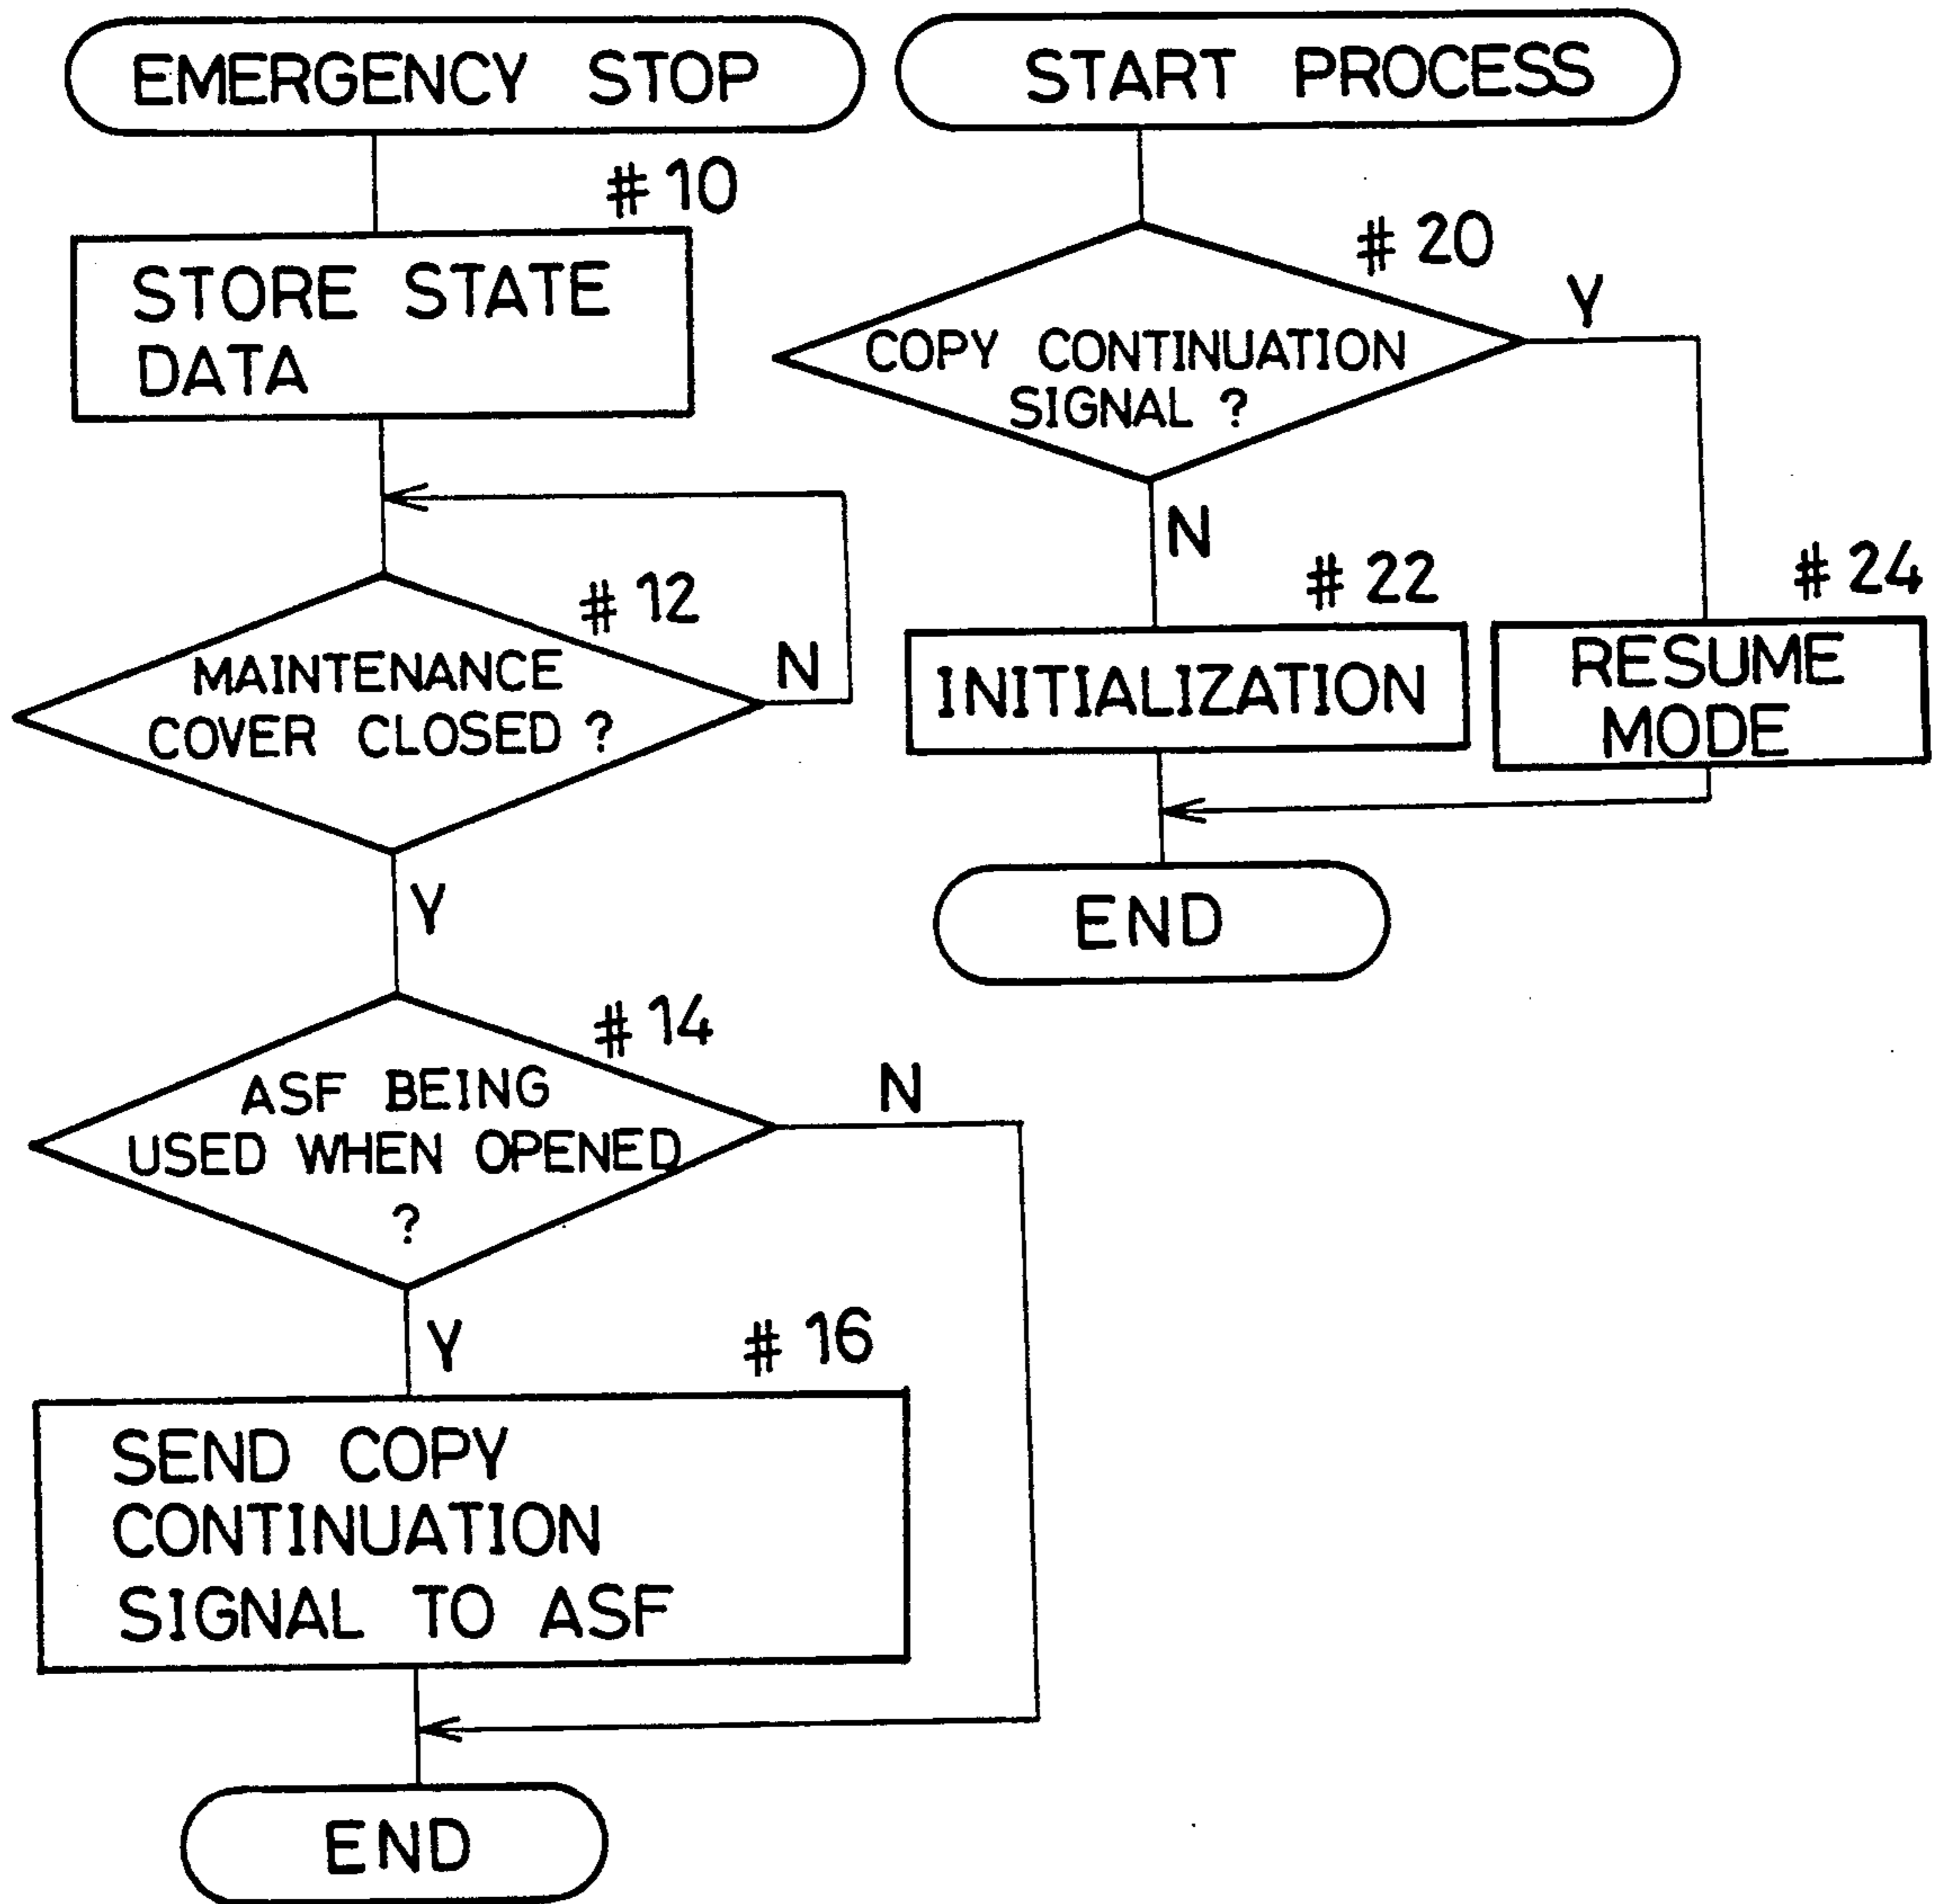 EMERGENCY STOP
#10
STORE STATE
DATA
#12
MAINTENANCE
COVER CLOSED ?
N
Y
#14
ASF BEING
USED WHEN OPENED
?
N
Y
#16
SEND COPY
CONTINUATION
SIGNAL TO ASF
END
START PROCESS
#20
COPY CONTINUATION
SIGNAL ?
Y
N
#22
INITIALIZATION
#24
RESUME
MODE
END